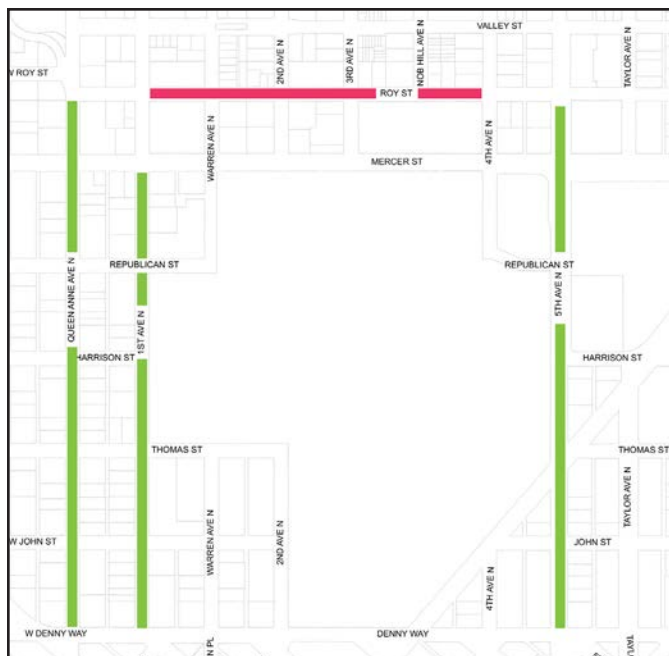 VALLEY ST
2ND AVE N
3RD AVE N
NOB HILL AVE N
TAYLOR AVE N
W ROY ST
ROY ST
WARREN AVE N
MERCER ST
4TH AVE N
QUEEN ANNE AVE N
REPUBLICAN ST
REPUBLICAN ST
5TH AVE N
1ST AVE N
HARRISON ST
HARRISON ST
THOMAS ST
THOMAS ST
WARREN AVE N
2ND AVE N
TAYLOR AVE N
W JOHN ST
JOHN ST
4TH AVE N
W DENNY WAY
DENNY WAY
N PL